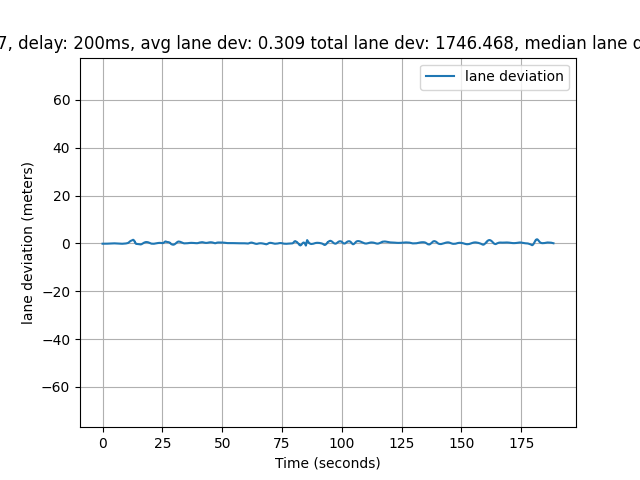 7, delay: 200ms, avg lane dev: 0.309 total lane dev: 1746.468, median lane
lane deviation
60
40
20
0
−20
−40
−60
lane deviation (meters)
0 25 50 75 100 125 150 175
Time (seconds)